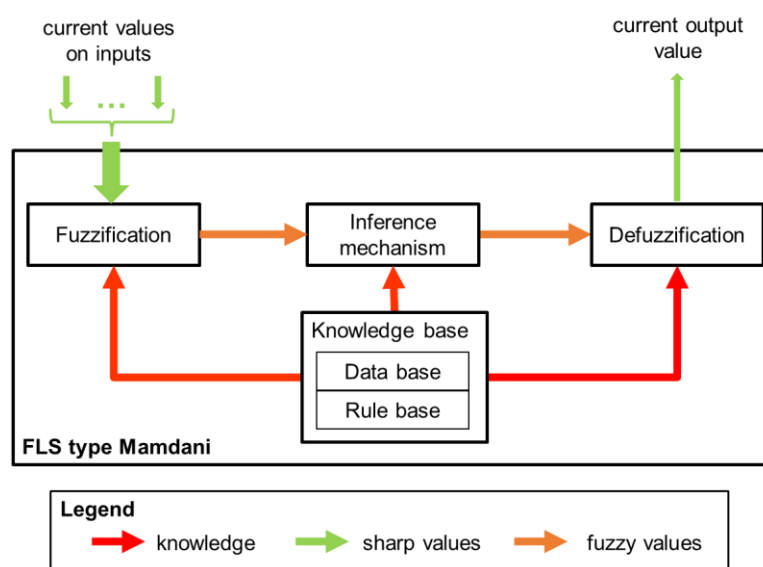 current values
on inputs
...
current output
value
Fuzzification
Inference
mechanism
Defuzzification
Knowledge base
Data base
Rule base
FLS type Mamdani
Legend
knowledge
sharp values
fuzzy values